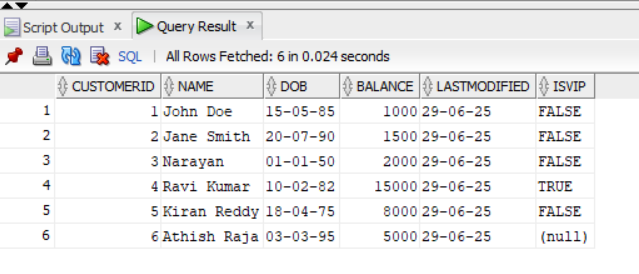 Script Output x Query Result x
SQL | All Rows Fetched: 6 in 0.024 seconds
CUSTOMERID NAME DOB BALANCE LASTMODIFIED ISVIP
1 1 John Doe 15-05-85 1000 29-06-25 FALSE
2 2 Jane Smith 20-07-90 1500 29-06-25 FALSE
3 3 Narayan 01-01-50 2000 29-06-25 FALSE
4 4 Ravi Kumar 10-02-82 15000 29-06-25 TRUE
5 5 Kiran Reddy 18-04-75 8000 29-06-25 FALSE
6 6 Athish Raja 03-03-95 5000 29-06-25 (null)